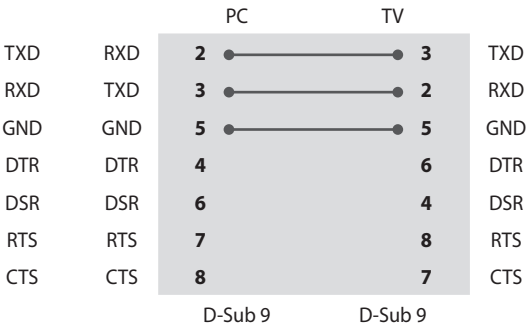 PC TV
TXD RXD 2 3 TXD
RXD TXD 3 2 RXD
GND GND 5 5 GND
DTR DTR 4 6 DTR
DSR DSR 6 4 DSR
RTS RTS 7 8 RTS
CTS CTS 8 7 CTS
D-Sub 9 D-Sub 9